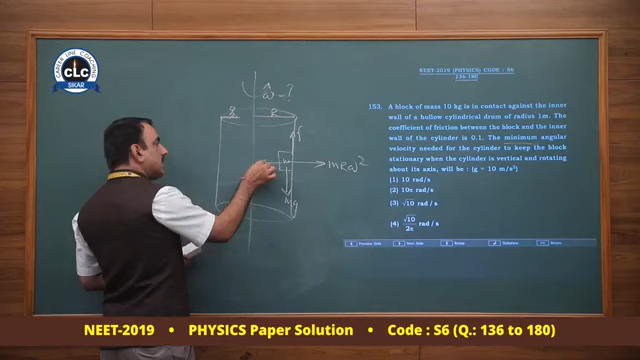 CAREER LINE COACHING
CLC
SIKAR
NEET-2019 (PHYSICS) CODE : S6
136-180
153. A block of mass 10 kg is in contact against the inner
wall of a hollow cylindrical drum of radius 1m. The
coefficient of friction between the block and the inner
wall of the cylinder is 0.1. The minimum angular
velocity needed for the cylinder to keep the block
stationary when the cylinder is vertical and rotating
about its axis, will be : (g = 10 m/s²)
(1) 10 rad/s
(2) 10π rad/s
(3) √10 rad/s
(4) √10/2π rad/s
ω = ?
R
f
mRω²
mg
NEET-2019 • PHYSICS Paper Solution • Code : S6 (Q.: 136 to 180)